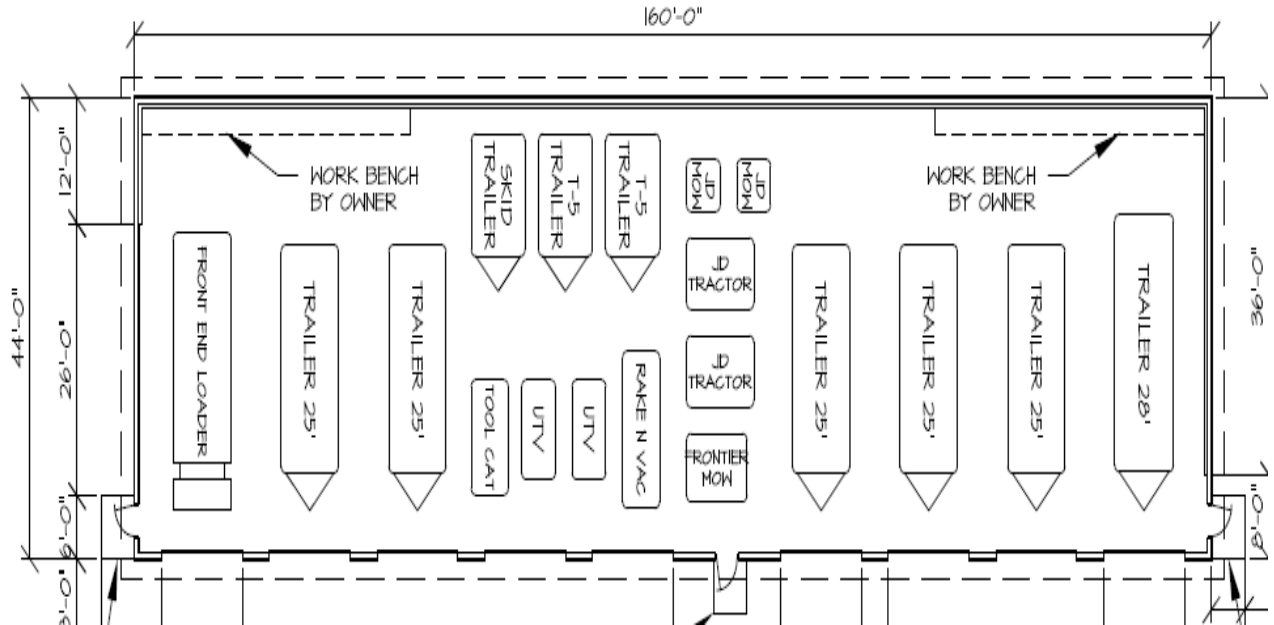 160'-0"
44'-0"
12'-0"
26'-0"
6'-0"
36'-0"
8'-0"
WORK BENCH
BY OWNER
WORK BENCH
BY OWNER
SKID
TRAILER
T-5
TRAILER
T-5
TRAILER
JD
MOW
JD
MOW
FRONT END LOADER
TRAILER 25'
TRAILER 25'
JD
TRACTOR
JD
TRACTOR
TRAILER 25'
TRAILER 25'
TRAILER 25'
TRAILER 28'
TOOL CAT
UTV
UTV
RAKE N VAC
FRONTIER
MOW